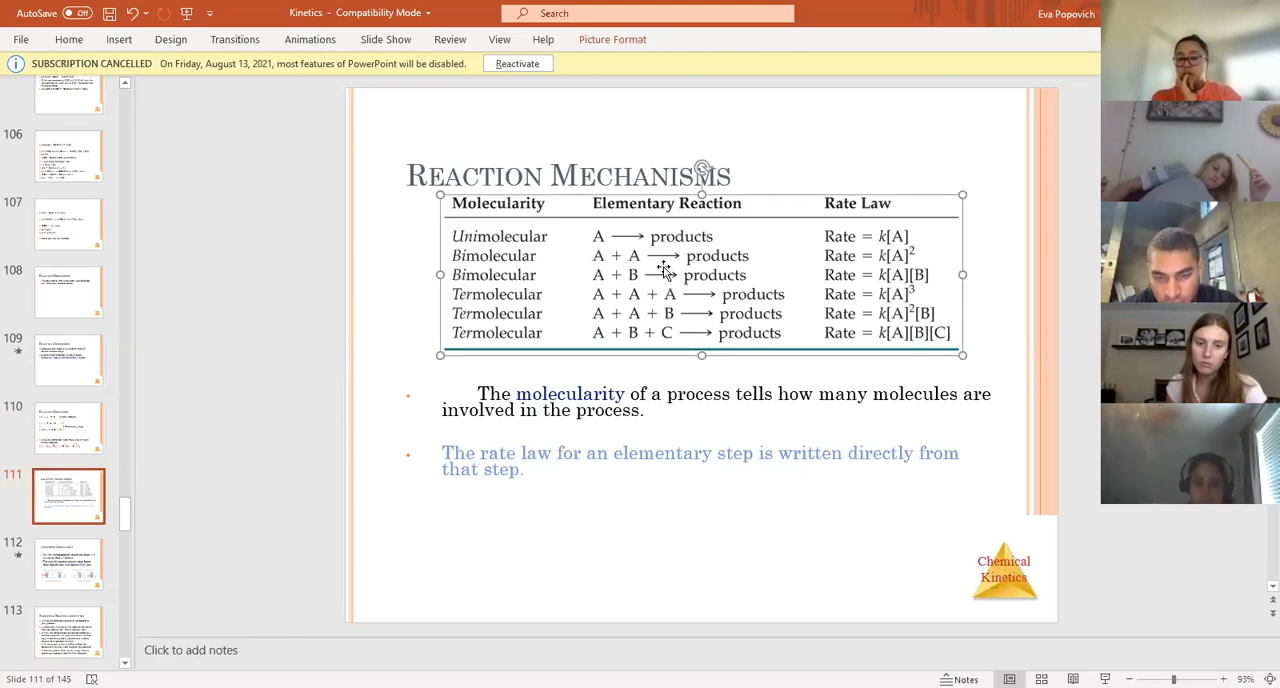 AutoSave Off Kinetics - Compatibility Mode Search Eva Popovich
File Home Insert Design Transitions Animations Slide Show Review View Help Picture Format
SUBSCRIPTION CANCELLED On Friday, August 13, 2021, most features of PowerPoint will be disabled. Reactivate
106
107
108
109
110
111
112
113
REACTION MECHANISMS
Molecularity Elementary Reaction Rate Law
Unimolecular A ⟶ products Rate = k[A]
Bimolecular A + A ⟶ products Rate = k[A]²
Bimolecular A + B ⟶ products Rate = k[A][B]
Termolecular A + A + A ⟶ products Rate = k[A]³
Termolecular A + A + B ⟶ products Rate = k[A]²[B]
Termolecular A + B + C ⟶ products Rate = k[A][B][C]
• The molecularity of a process tells how many molecules are
involved in the process.
• The rate law for an elementary step is written directly from
that step.
Chemical
Kinetics
Click to add notes
Slide 111 of 145 Notes 93%